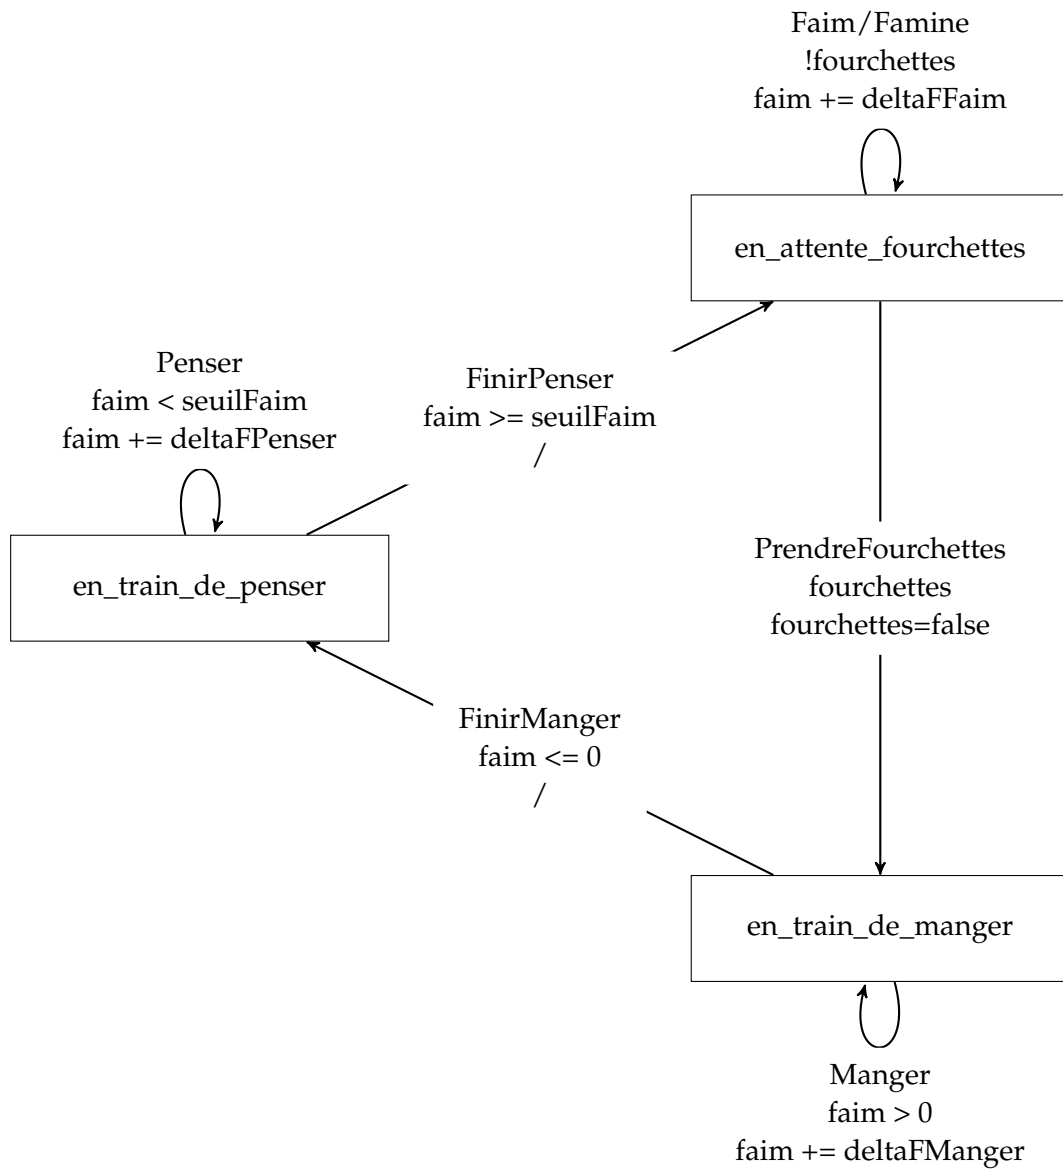 Faim/Famine
!fourchettes
faim += deltaFFaim
en_attente_fourchettes
Penser
faim < seuilFaim
faim += deltaFPenser
FinirPenser
faim >= seuilFaim
/
en_train_de_penser
PrendreFourchettes
fourchettes
fourchettes=false
FinirManger
faim <= 0
/
en_train_de_manger
Manger
faim > 0
faim += deltaFManger